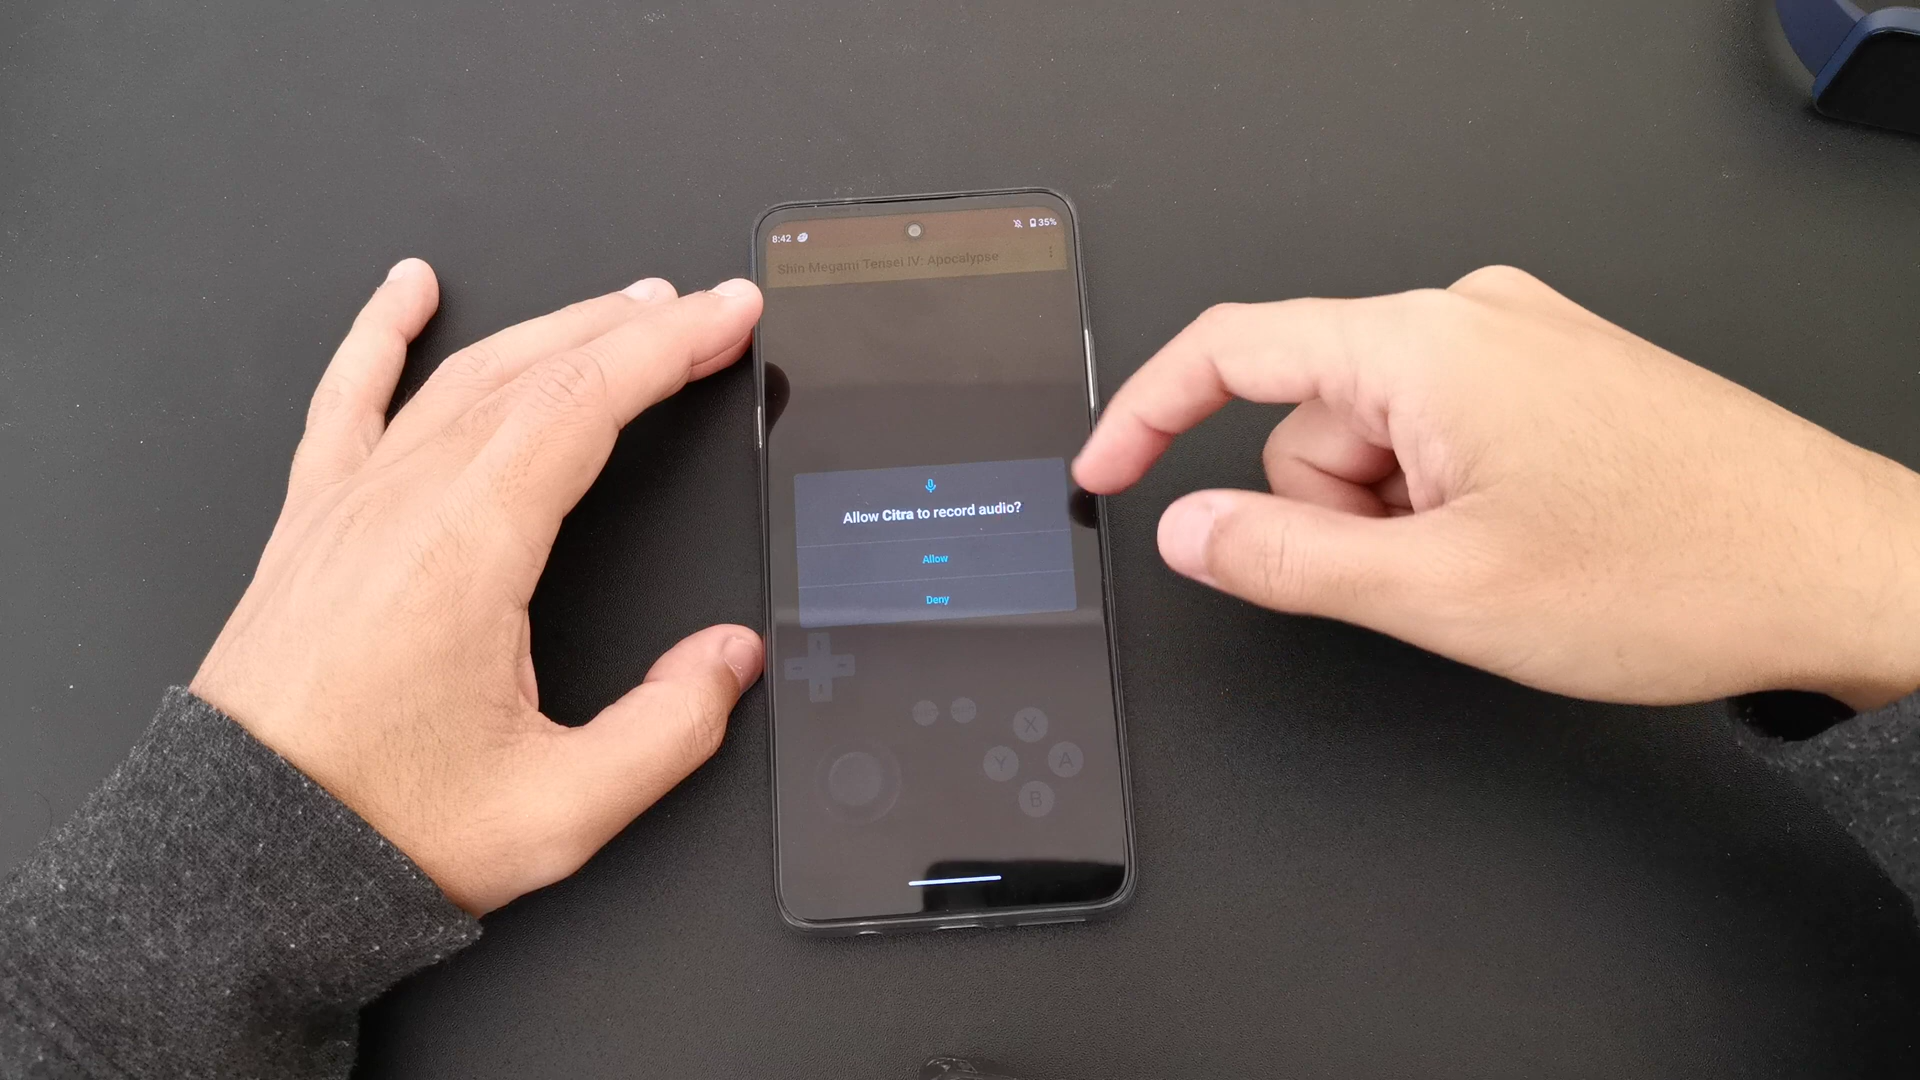 8:42
35%
Shin Megami Tensei IV: Apocalypse
Allow Citra to record audio?
Allow
Deny
X
Y
A
B